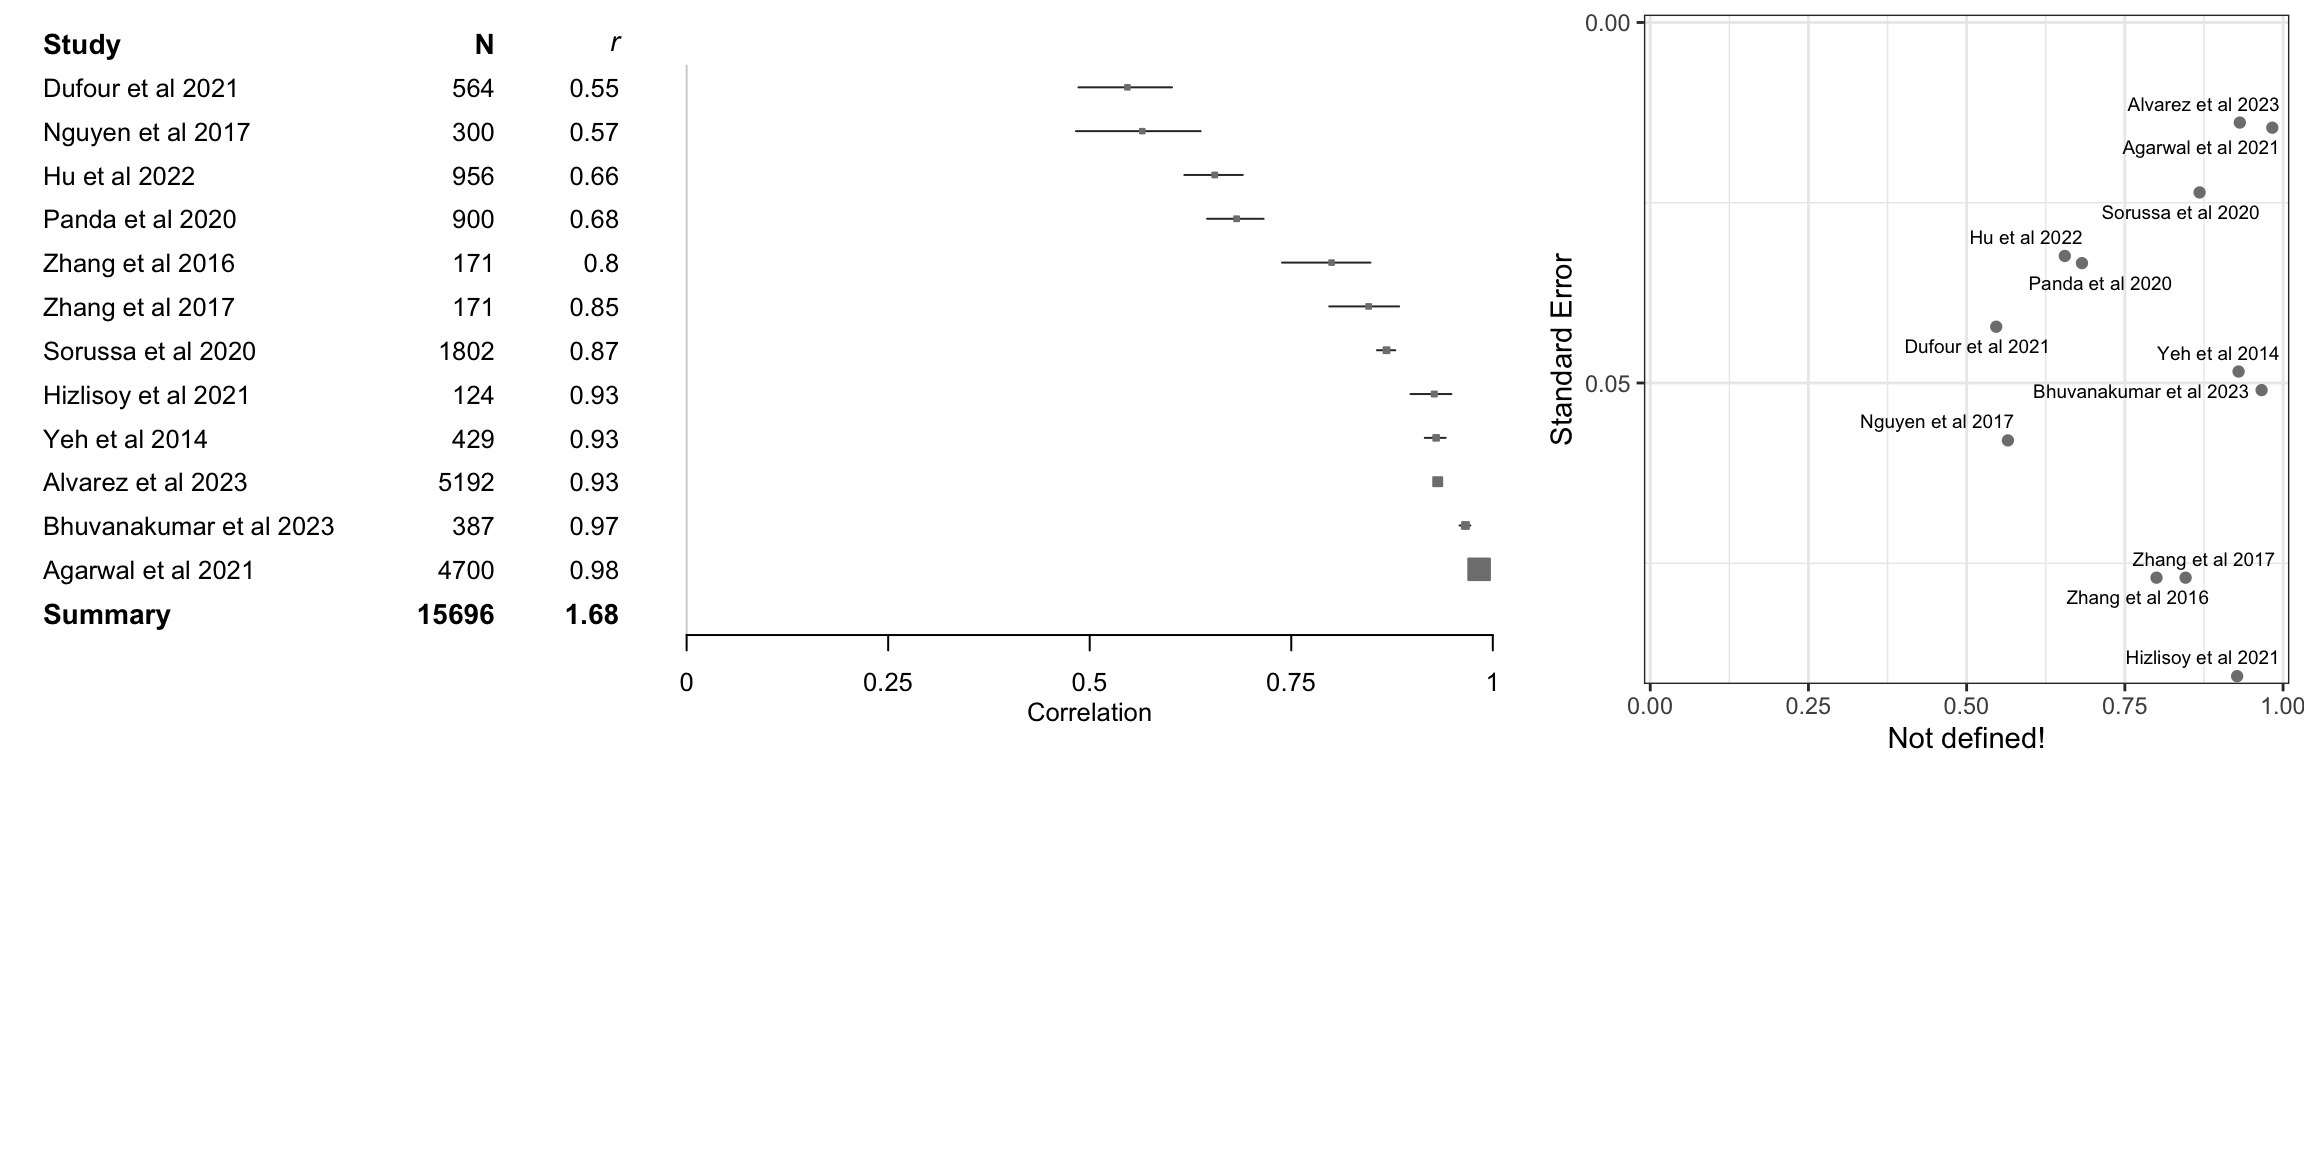 Study N r
Dufour et al 2021 564 0.55
Nguyen et al 2017 300 0.57
Hu et al 2022 956 0.66
Panda et al 2020 900 0.68
Zhang et al 2016 171 0.8
Zhang et al 2017 171 0.85
Sorussa et al 2020 1802 0.87
Hizlisoy et al 2021 124 0.93
Yeh et al 2014 429 0.93
Alvarez et al 2023 5192 0.93
Bhuvanakumar et al 2023 387 0.97
Agarwal et al 2021 4700 0.98
Summary 15696 1.68
0 0.25 0.5 0.75 1
Correlation
0.00
Alvarez et al 2023
Agarwal et al 2021
Sorussa et al 2020
Hu et al 2022
Panda et al 2020
Dufour et al 2021
Yeh et al 2014
0.05
Bhuvanakumar et al 2023
Nguyen et al 2017
Zhang et al 2017
Zhang et al 2016
Hizlisoy et al 2021
Standard Error
0.00 0.25 0.50 0.75 1.00
Not defined!